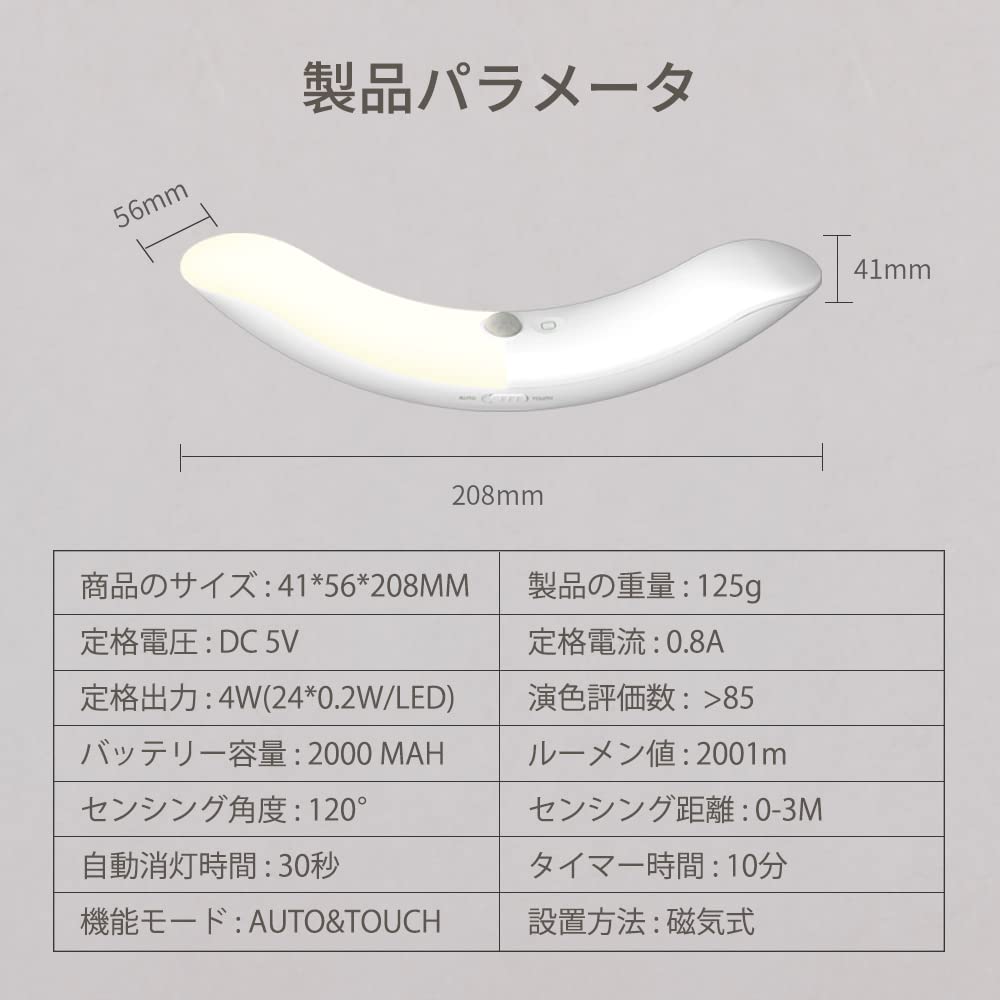 製品パラメータ
56mm
41mm
AUTO TOUCH
208mm
商品のサイズ : 41*56*208MM
製品の重量 : 125g
定格電圧 : DC 5V
定格電流 : 0.8A
定格出力 : 4W(24*0.2W/LED)
演色評価数 : >85
バッテリー容量 : 2000 MAH
ルーメン値 : 2001m
センシング角度 : 120°
センシング距離 : 0-3M
自動消灯時間 : 30秒
タイマー時間 : 10分
機能モード : AUTO&TOUCH
設置方法 : 磁気式